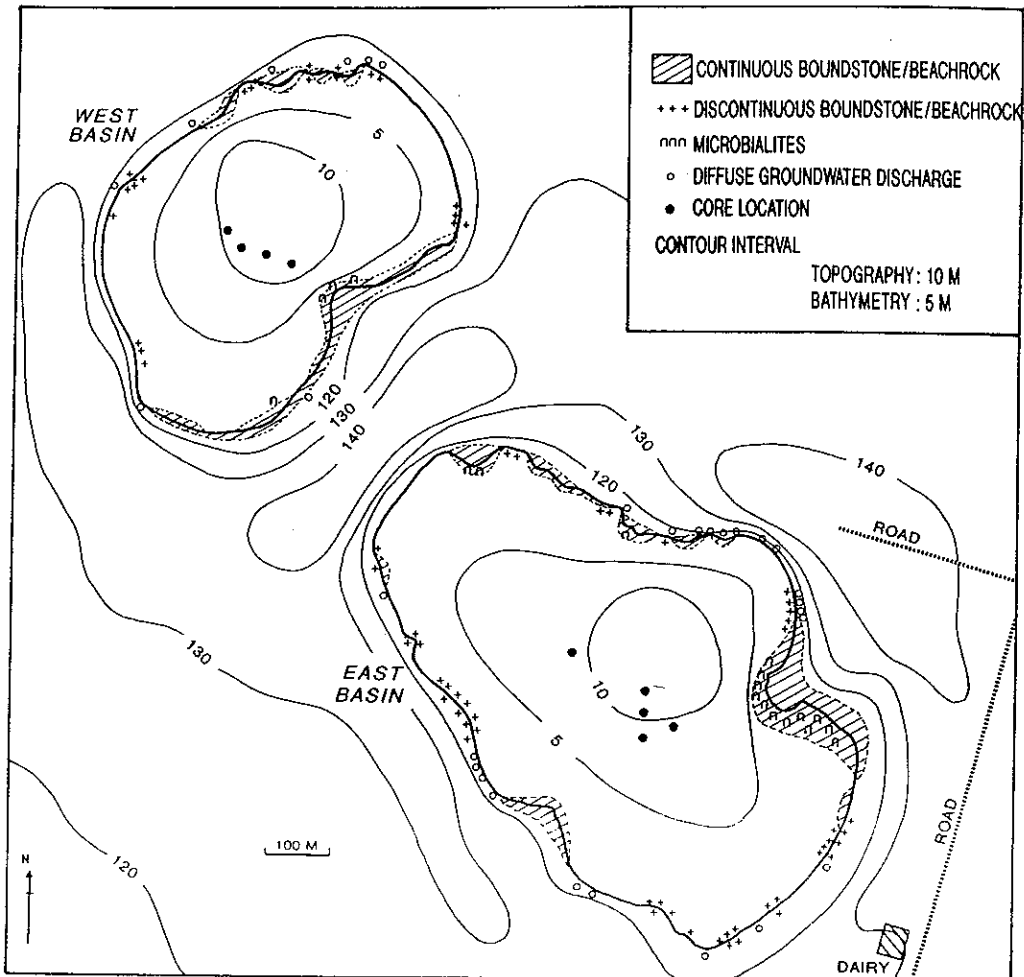 WEST
BASIN
5
10
CONTINUOUS BOUNDSTONE/BEACHROCK
+++ DISCONTINUOUS BOUNDSTONE/BEACHROCK
MICROBIALITES
DIFFUSE GROUNDWATER DISCHARGE
CORE LOCATION
CONTOUR INTERVAL
TOPOGRAPHY : 10 M
BATHYMETRY : 5 M
120
130
140
130
120
140
ROAD
130
EAST
BASIN
10
5
100 M
ROAD
N
120
DAIRY